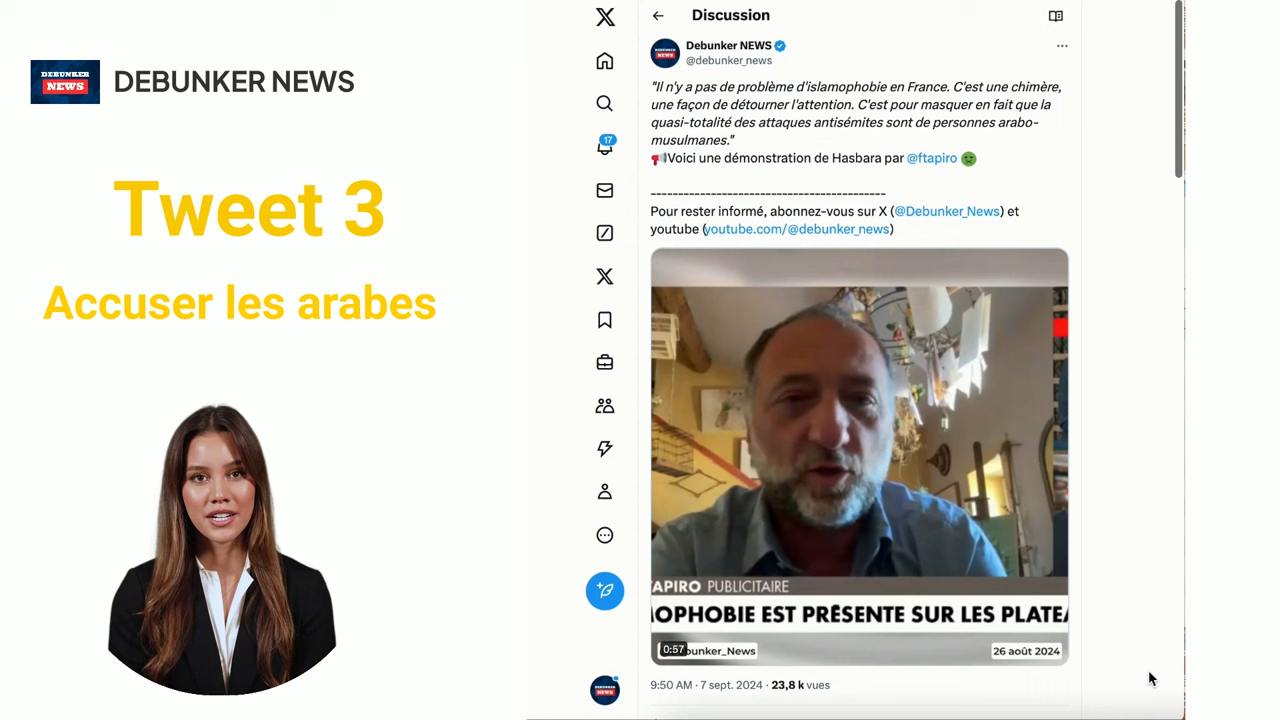 DEBUNKER NEWS
DEBUNKER NEWS
Tweet 3
Accuser les arabes
Discussion
Debunker NEWS
@debunker_news
"Il n'y a pas de problème d'islamophobie en France. C'est une chimère,
une façon de détourner l'attention. C'est pour masquer en fait que la
quasi-totalité des attaques antisémites sont de personnes arabo-
musulmanes."
Voici une démonstration de Hasbara par @ftapiro
-------------------------------------------
Pour rester informé, abonnez-vous sur X (@Debunker_News) et
youtube (youtube.com/@debunker_news)
17
APIRO PUBLICITAIRE
OPHOBIE EST PRÉSENTE SUR LES PLATEA
0:57
bunker_News
26 août 2024
9:50 AM · 7 sept. 2024 · 23,8 k vues